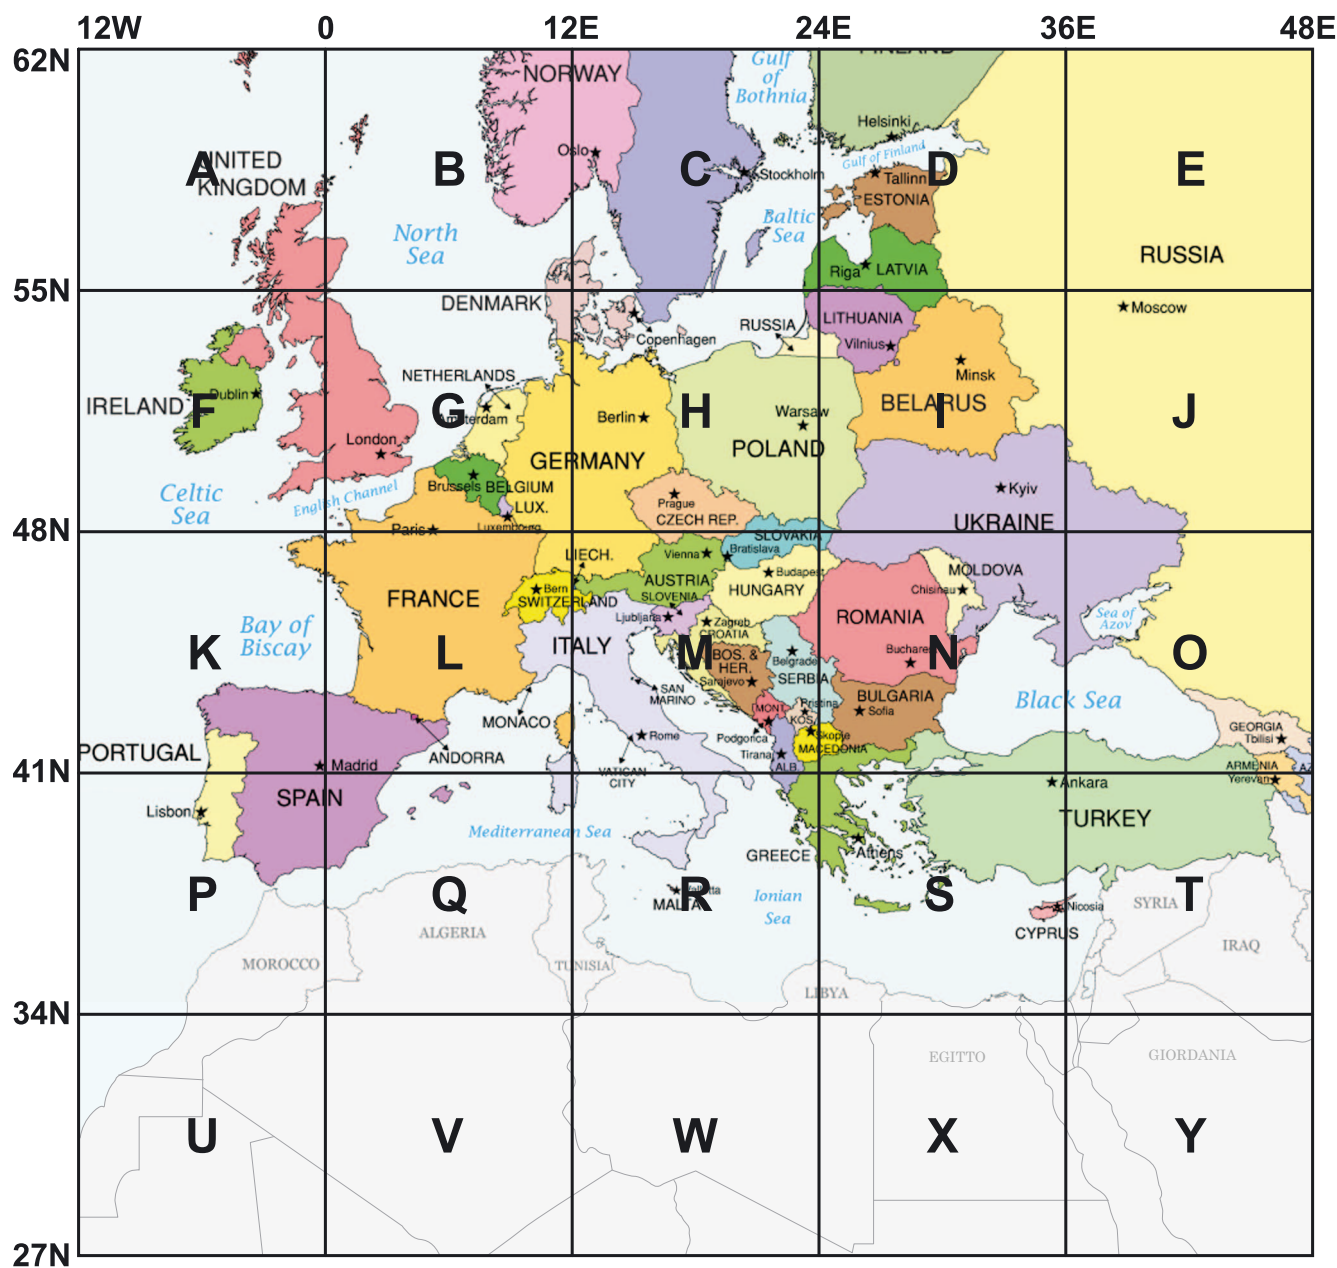 12W 0 12E 24E 36E 48E
62N
FINLAND
NORWAY
Gulf
of
Bothnia
Helsinki
Oslo
Gulf of Finland
A B C D E
UNITED
KINGDOM
Stockholm
Tallinn
ESTONIA
North
Sea
Baltic
Sea
RUSSIA
Riga LATVIA
55N
DENMARK
Moscow
LITHUANIA
RUSSIA
Copenhagen
Vilnius
Minsk
NETHERLANDS
Dublin
IRELAND
F G H I J
Amsterdam
Berlin
Warsaw
BELARUS
London
POLAND
GERMANY
Celtic
Sea
English Channel
Brussels BELGIUM
LUX.
Luxembourg
Prague
CZECH REP.
Kyiv
UKRAINE
Paris
48N
SLOVAKIA
LIECH.
Vienna
Bratislava
MOLDOVA
Budapest
AUSTRIA
HUNGARY
Bern
SWITZERLAND
SLOVENIA
Chisinau
FRANCE
Ljubljana
Zagreb
CROATIA
ROMANIA
Sea of
Azov
Bay of
Biscay
ITALY
K L M N O
BOS. &
HER.
Belgrade
Bucharest
SERBIA
Sarajevo
SAN
MARINO
BULGARIA
Black Sea
MONACO
MONT.
Pristina
KOS.
Sofia
GEORGIA
Tbilisi
PORTUGAL
ANDORRA
Rome
Podgorica
Skopje
MACEDONIA
Tirana
ALB.
VATICAN
CITY
Madrid
ARMENIA AZ
41N
Yerevan
Ankara
SPAIN
Lisbon
TURKEY
Mediterranean Sea
GREECE
Athens
P Q R S T
Valletta
MALTA
Ionian
Sea
Nicosia
CYPRUS
SYRIA
ALGERIA
IRAQ
MOROCCO
TUNISIA
LIBYA
34N
EGITTO
GIORDANIA
U V W X Y
27N